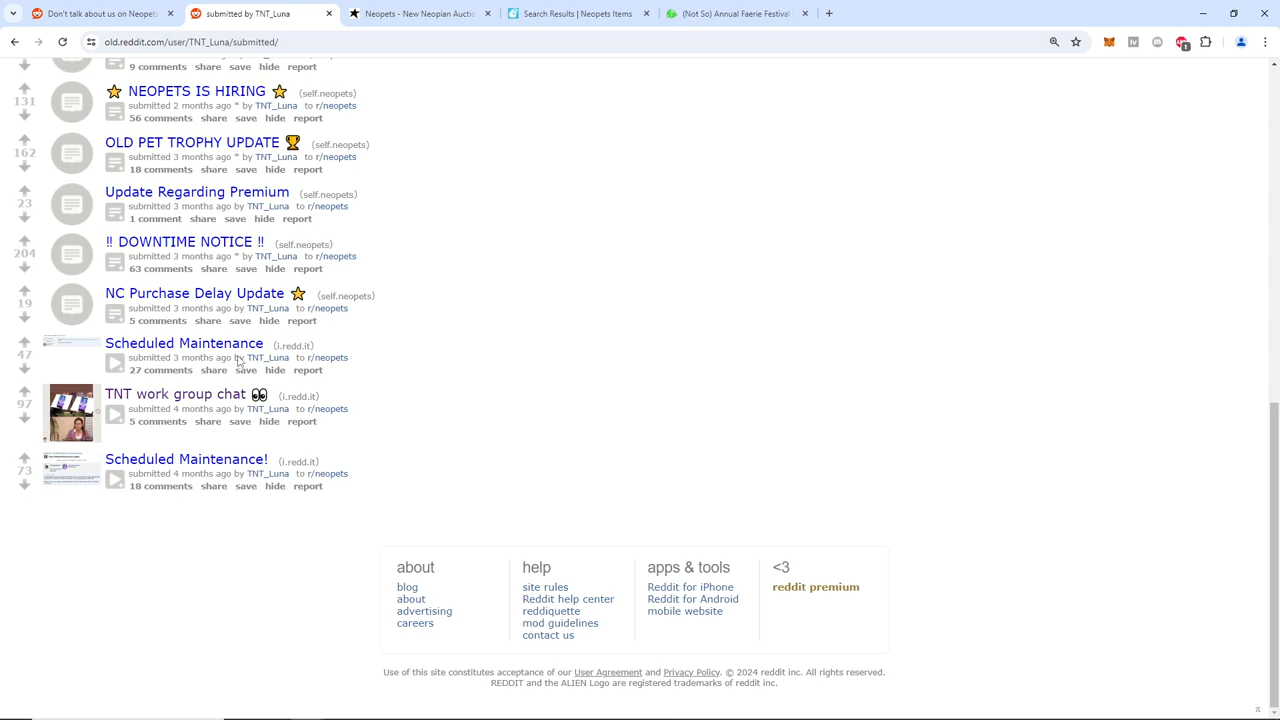 Don't talk about TNT_Luna or
submitted by TNT_Luna
Neopets - New Neopian Auctio
Search Results | Neopets Items
(Not So) Annual Faerie Festival
old.reddit.com/user/TNT_Luna/submitted/
9 comments share save hide report
131
⭐ NEOPETS IS HIRING ⭐ (self.neopets)
submitted 2 months ago * by TNT_Luna to r/neopets
56 comments share save hide report
162
OLD PET TROPHY UPDATE 🏆 (self.neopets)
submitted 3 months ago * by TNT_Luna to r/neopets
18 comments share save hide report
23
Update Regarding Premium (self.neopets)
submitted 3 months ago by TNT_Luna to r/neopets
1 comment share save hide report
204
‼ DOWNTIME NOTICE ‼ (self.neopets)
submitted 3 months ago * by TNT_Luna to r/neopets
63 comments share save hide report
19
NC Purchase Delay Update ⭐ (self.neopets)
submitted 3 months ago by TNT_Luna to r/neopets
5 comments share save hide report
47
Scheduled Maintenance (i.redd.it)
submitted 3 months ago by TNT_Luna to r/neopets
27 comments share save hide report
97
TNT work group chat 👀 (i.redd.it)
submitted 4 months ago by TNT_Luna to r/neopets
5 comments share save hide report
73
Scheduled Maintenance! (i.redd.it)
submitted 4 months ago by TNT_Luna to r/neopets
18 comments share save hide report
about
blog
about
advertising
careers
help
site rules
Reddit help center
reddiquette
mod guidelines
contact us
apps & tools
Reddit for iPhone
Reddit for Android
mobile website
<3
reddit premium
Use of this site constitutes acceptance of our User Agreement and Privacy Policy. © 2024 reddit inc. All rights reserved.
REDDIT and the ALIEN Logo are registered trademarks of reddit inc.
π